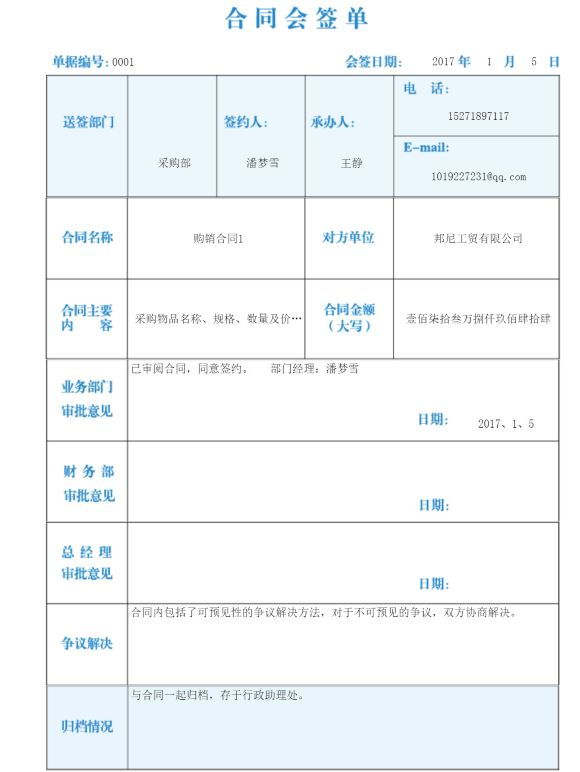 合同会签单
单据编号:0001 会签日期: 2017 年 1 月 5 日
送签部门 采购部 签约人: 潘梦雪 承办人: 王静
电 话:
15271897117
E-mail:
1019227231@qq.com
合同名称 购销合同1 对方单位 邦尼工贸有限公司
合同主要
内 容
采购物品名称、规格、数量及价…
合同金额
(大写)
壹佰柒拾叁万捌仟玖佰肆拾肆
业务部门
审批意见
已审阅合同，同意签约。 部门经理：潘梦雪
日期: 2017、1、5
财 务 部
审批意见
日期:
总 经 理
审批意见
日期:
争议解决
合同内包括了可预见性的争议解决方法，对于不可预见的争议，双方协商解决。
归档情况
与合同一起归档，存于行政助理处。